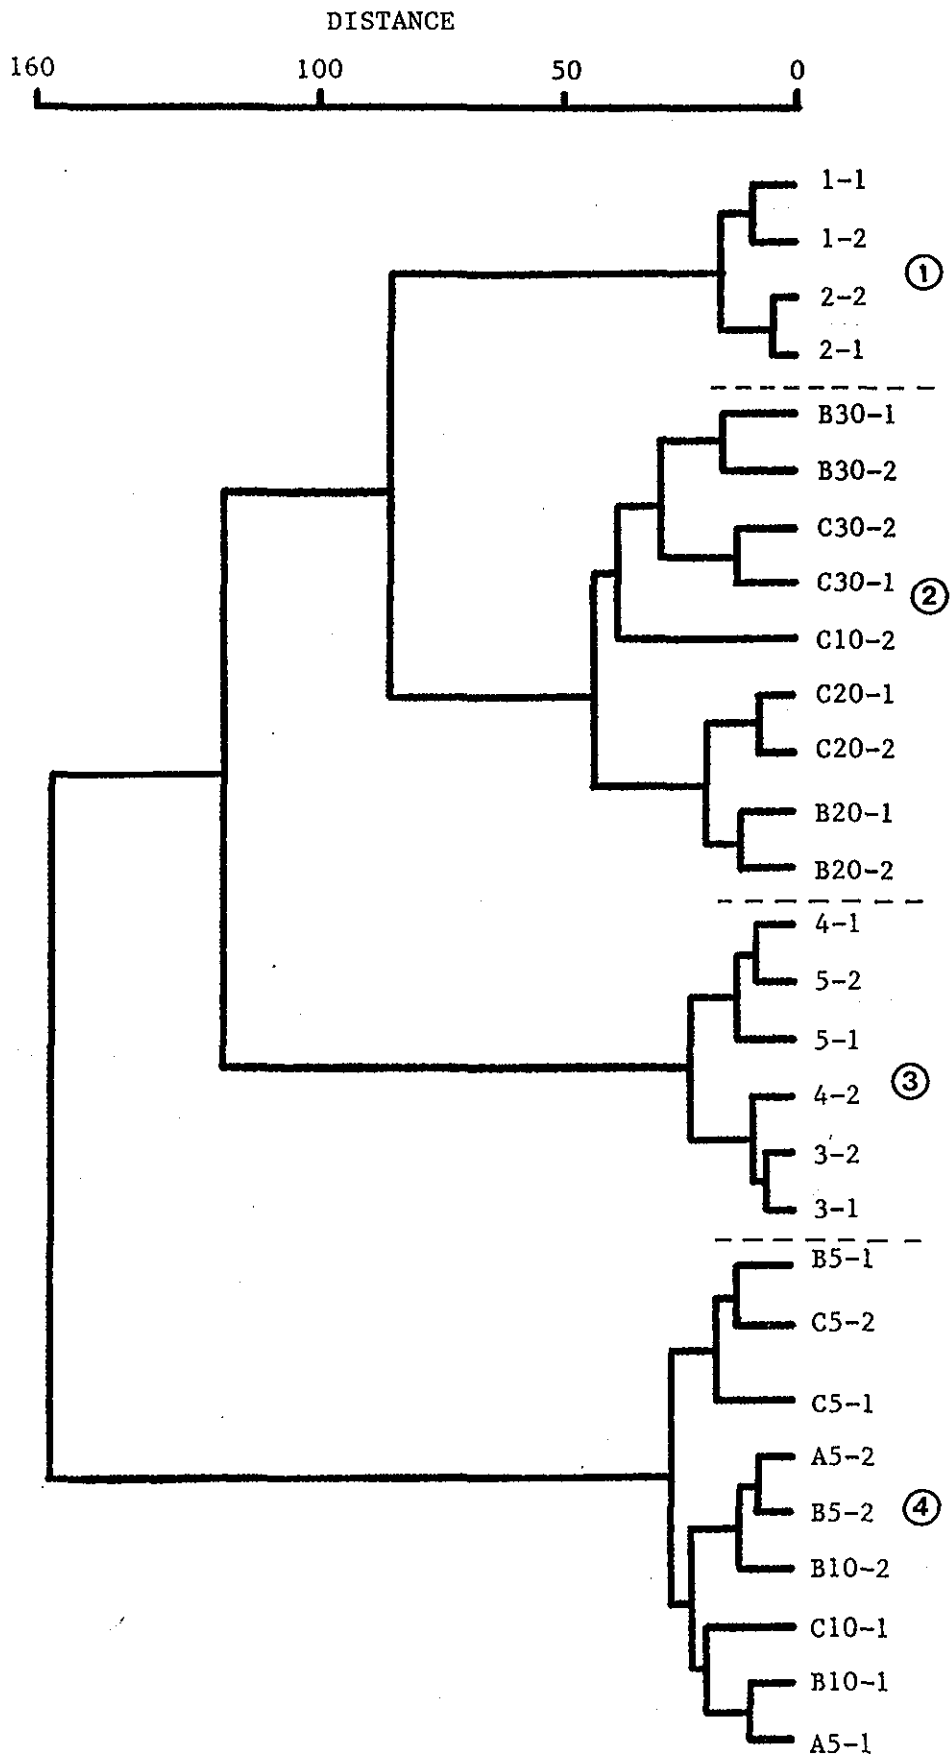 DISTANCE
160 100 50 0
1-1
1-2
①
2-2
2-1
B30-1
B30-2
C30-2
C30-1
②
C10-2
C20-1
C20-2
B20-1
B20-2
4-1
5-2
5-1
③
4-2
3-2
3-1
B5-1
C5-2
C5-1
A5-2
B5-2
④
B10-2
C10-1
B10-1
A5-1